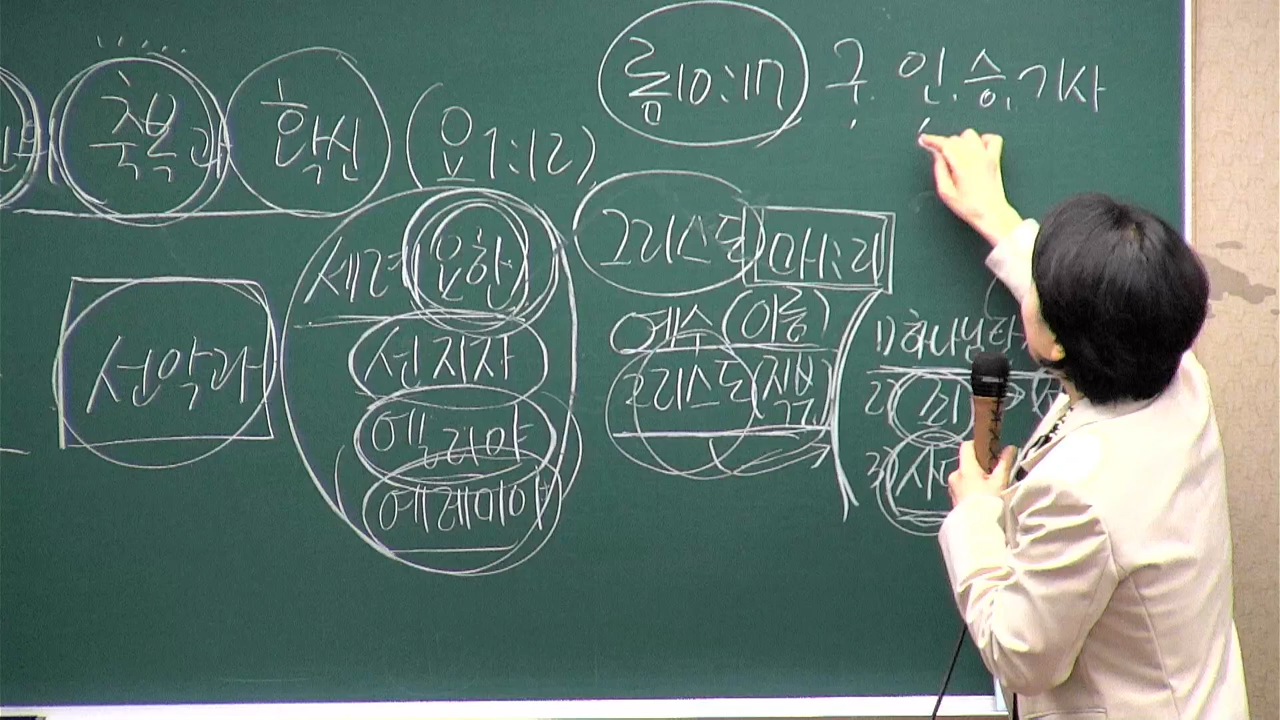 롬10:17 구. 인.승.기사
축복과 확신 (요1:12)
세례 요한
그리스도 마1:21
선악과
선지자
엘리야
예레미야
예수 (이름)
그리스도 (직분)
1) 하나님
2) 죄
3)